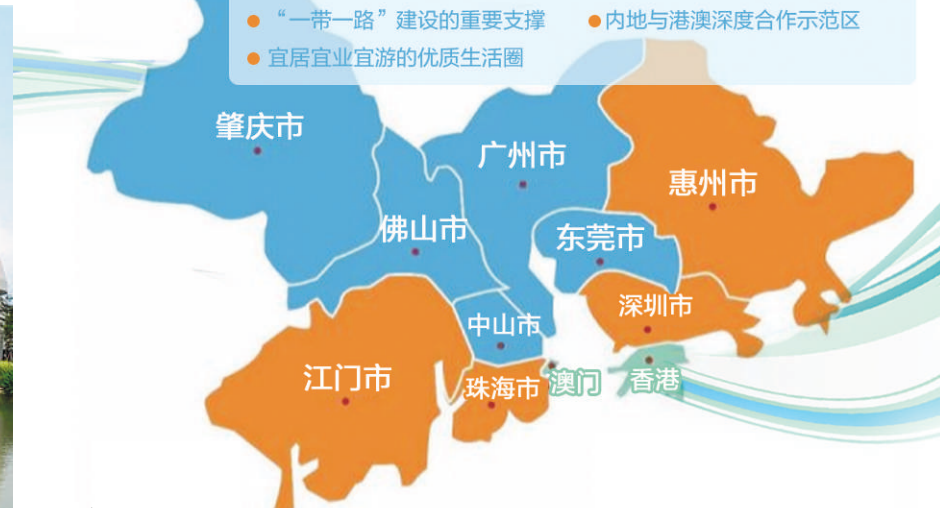 “一带一路”建设的重要支撑 内地与港澳深度合作示范区
宜居宜业宜游的优质生活圈
肇庆市
广州市
惠州市
佛山市
东莞市
深圳市
中山市
江门市
珠海市
澳门
香港